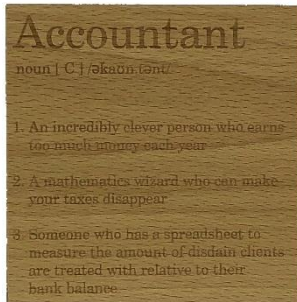 Accountant
noun | C | /əkaʊn.tənt/
1. An incredibly clever person who earns
too much money each year
2. A mathematics wizard who can make
your taxes disappear
3. Someone who has a spreadsheet to
measure the amount of disdain clients
are treated with relative to their
bank balance